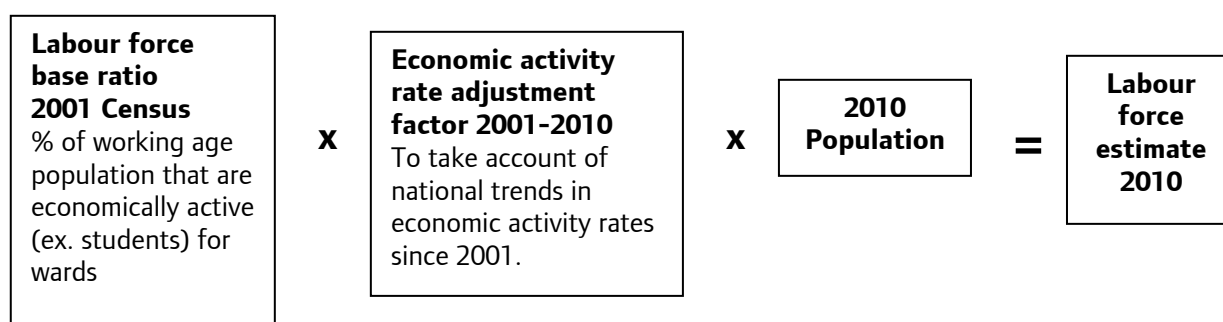 Labour force
base ratio
2001 Census
% of working age
population that are
economically active
(ex. students) for
wards
x
Economic activity
rate adjustment
factor 2001-2010
To take account of
national trends in
economic activity rates
since 2001.
x
2010
Population
=
Labour
force
estimate
2010